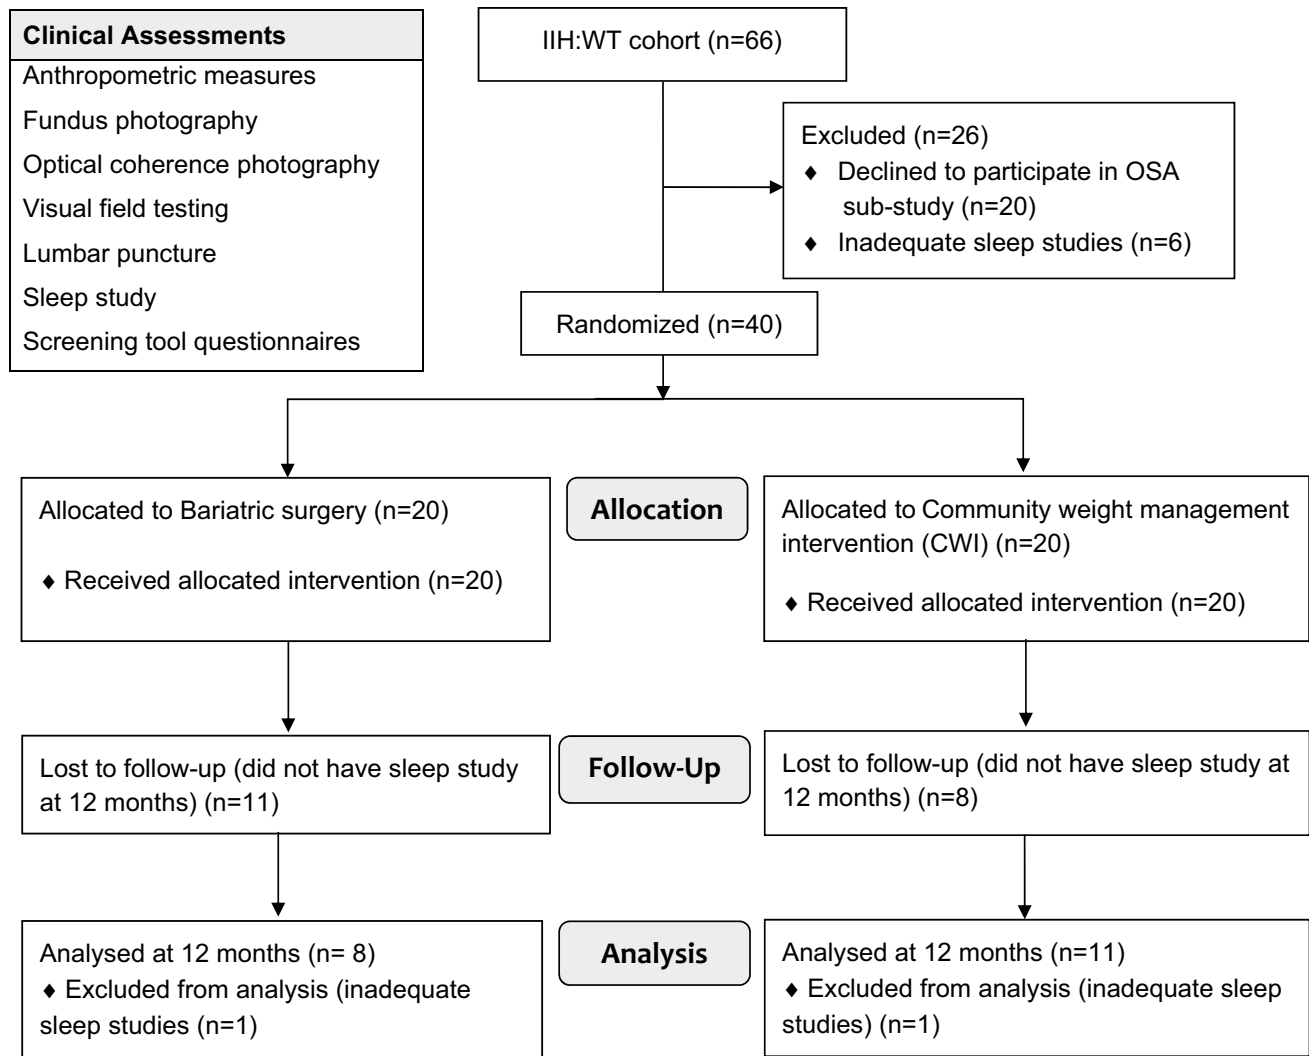 Clinical Assessments
Anthropometric measures
Fundus photography
Optical coherence photography
Visual field testing
Lumbar puncture
Sleep study
Screening tool questionnaires
IIH:WT cohort (n=66)
Excluded (n=26)
♦ Declined to participate in OSA
sub-study (n=20)
♦ Inadequate sleep studies (n=6)
Randomized (n=40)
Allocated to Bariatric surgery (n=20)
♦ Received allocated intervention (n=20)
Allocation
Allocated to Community weight management
intervention (CWI) (n=20)
♦ Received allocated intervention (n=20)
Lost to follow-up (did not have sleep study
at 12 months) (n=11)
Follow-Up
Lost to follow-up (did not have sleep study at
12 months) (n=8)
Analysed at 12 months (n= 8)
♦ Excluded from analysis (inadequate
sleep studies (n=1)
Analysis
Analysed at 12 months (n=11)
♦ Excluded from analysis (inadequate sleep
studies) (n=1)